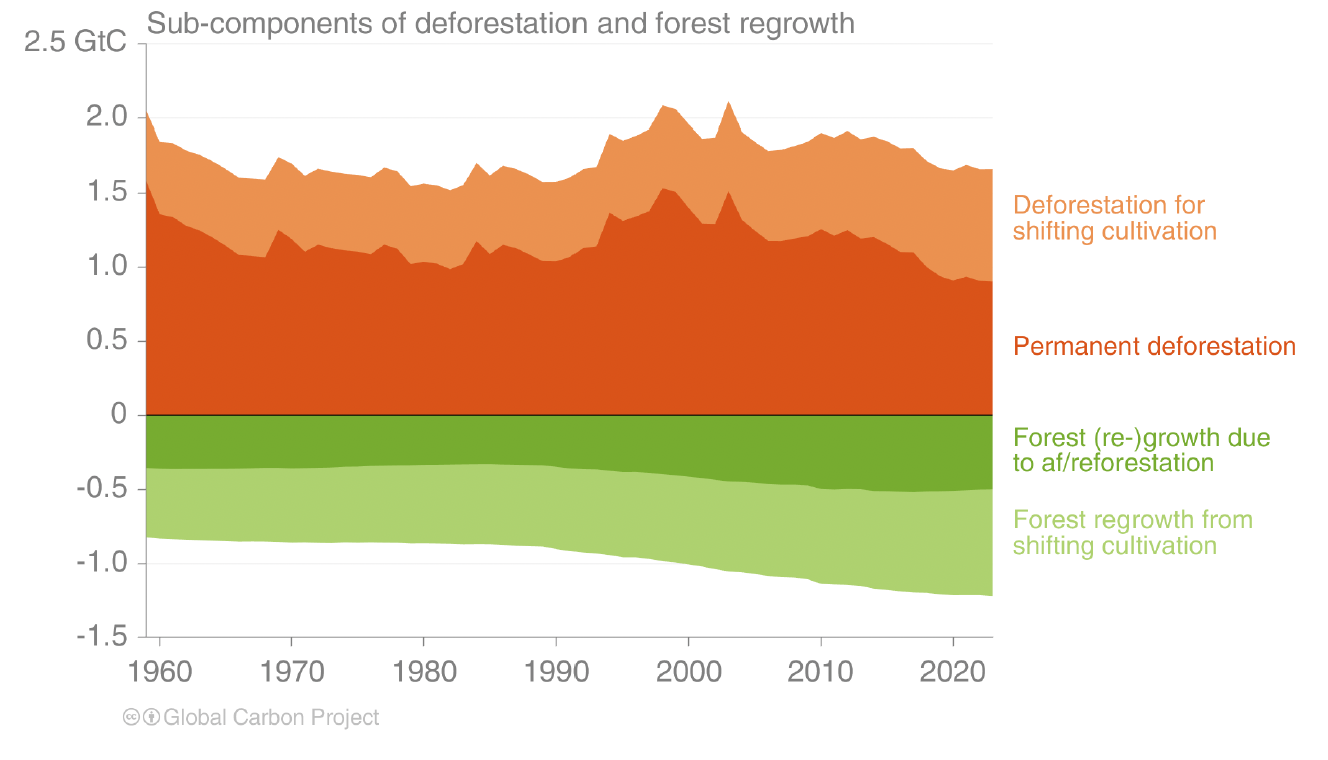 Sub-components of deforestation and forest regrowth
2.5 GtC
2.0
1.5
1.0
0.5
0
-0.5
-1.0
-1.5
1960 1970 1980 1990 2000 2010 2020
Deforestation for
shifting cultivation
Permanent deforestation
Forest (re-)growth due
to af/reforestation
Forest regrowth from
shifting cultivation
cc Global Carbon Project